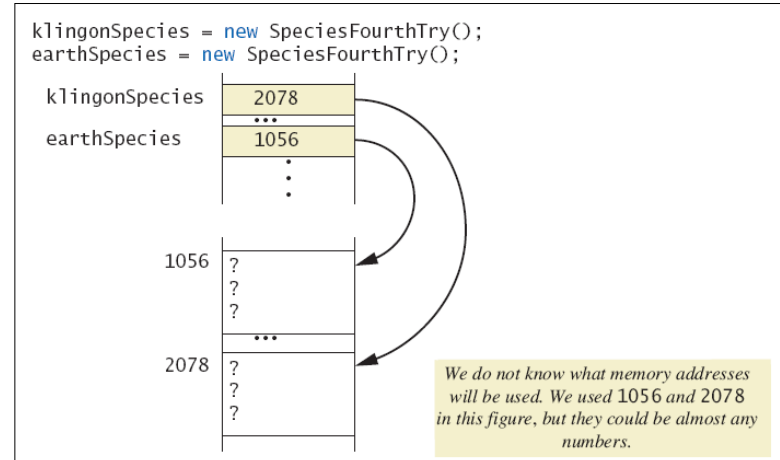 klingonSpecies = new SpeciesFourthTry();
earthSpecies = new SpeciesFourthTry();
klingonSpecies 2078
...
earthSpecies 1056
.
.
.
1056 ?
?
?
...
2078 ?
?
?
We do not know what memory addresses
will be used. We used 1056 and 2078
in this figure, but they could be almost any
numbers.